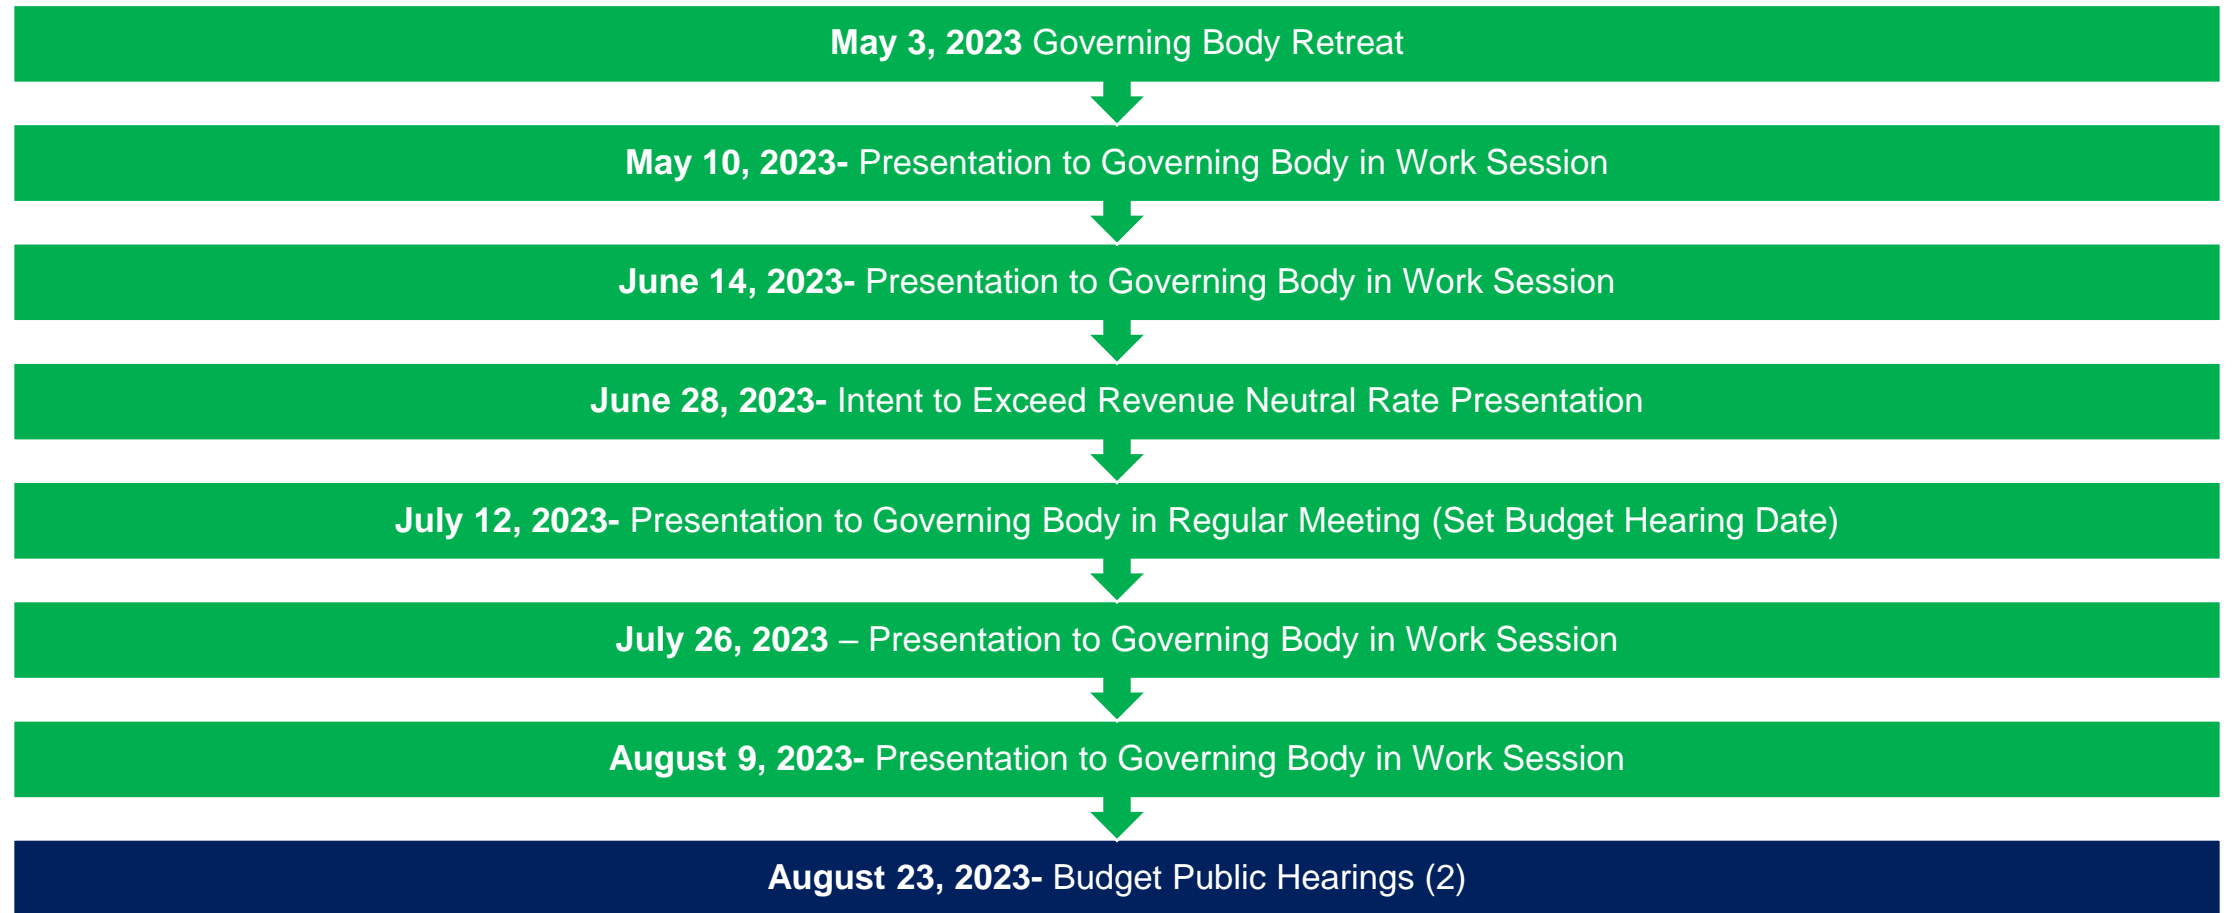 May 3, 2023 Governing Body Retreat
May 10, 2023- Presentation to Governing Body in Work Session
June 14, 2023- Presentation to Governing Body in Work Session
June 28, 2023- Intent to Exceed Revenue Neutral Rate Presentation
July 12, 2023- Presentation to Governing Body in Regular Meeting (Set Budget Hearing Date)
July 26, 2023 – Presentation to Governing Body in Work Session
August 9, 2023- Presentation to Governing Body in Work Session
August 23, 2023- Budget Public Hearings (2)